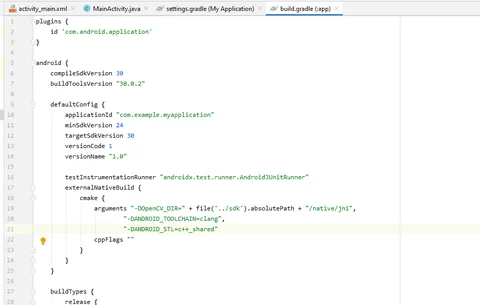 activity_main.xml MainActivity.java settings.gradle (My Application) build.gradle (:app)
1 plugins {
2 id 'com.android.application'
3 }
4
5 android {
6 compileSdkVersion 30
7 buildToolsVersion "30.0.2"
8
9 defaultConfig {
10 applicationId "com.example.myapplication"
11 minSdkVersion 24
12 targetSdkVersion 30
13 versionCode 1
14 versionName "1.0"
15
16 testInstrumentationRunner "androidx.test.runner.AndroidJUnitRunner"
17 externalNativeBuild {
18 cmake {
19 arguments "-DOpenCV_DIR=" + file('../sdk').absolutePath + "/native/jni",
20 "-DANDROID_TOOLCHAIN=clang",
21 "-DANDROID_STL=c++_shared"
22 cppFlags ""
23 }
24 }
25 }
26
27 buildTypes {
28 release {